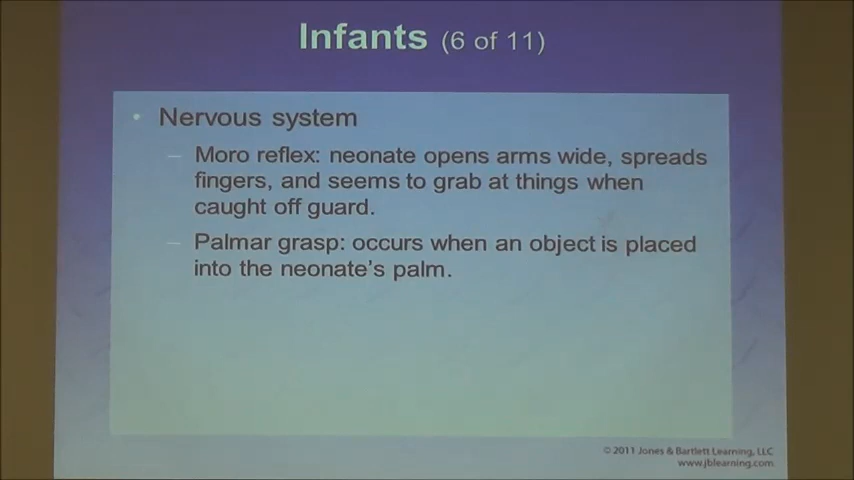 Infants (6 of 11)
• Nervous system
– Moro reflex: neonate opens arms wide, spreads
fingers, and seems to grab at things when
caught off guard.
– Palmar grasp: occurs when an object is placed
into the neonate's palm.
© 2011 Jones & Bartlett Learning, LLC
www.jblearning.com